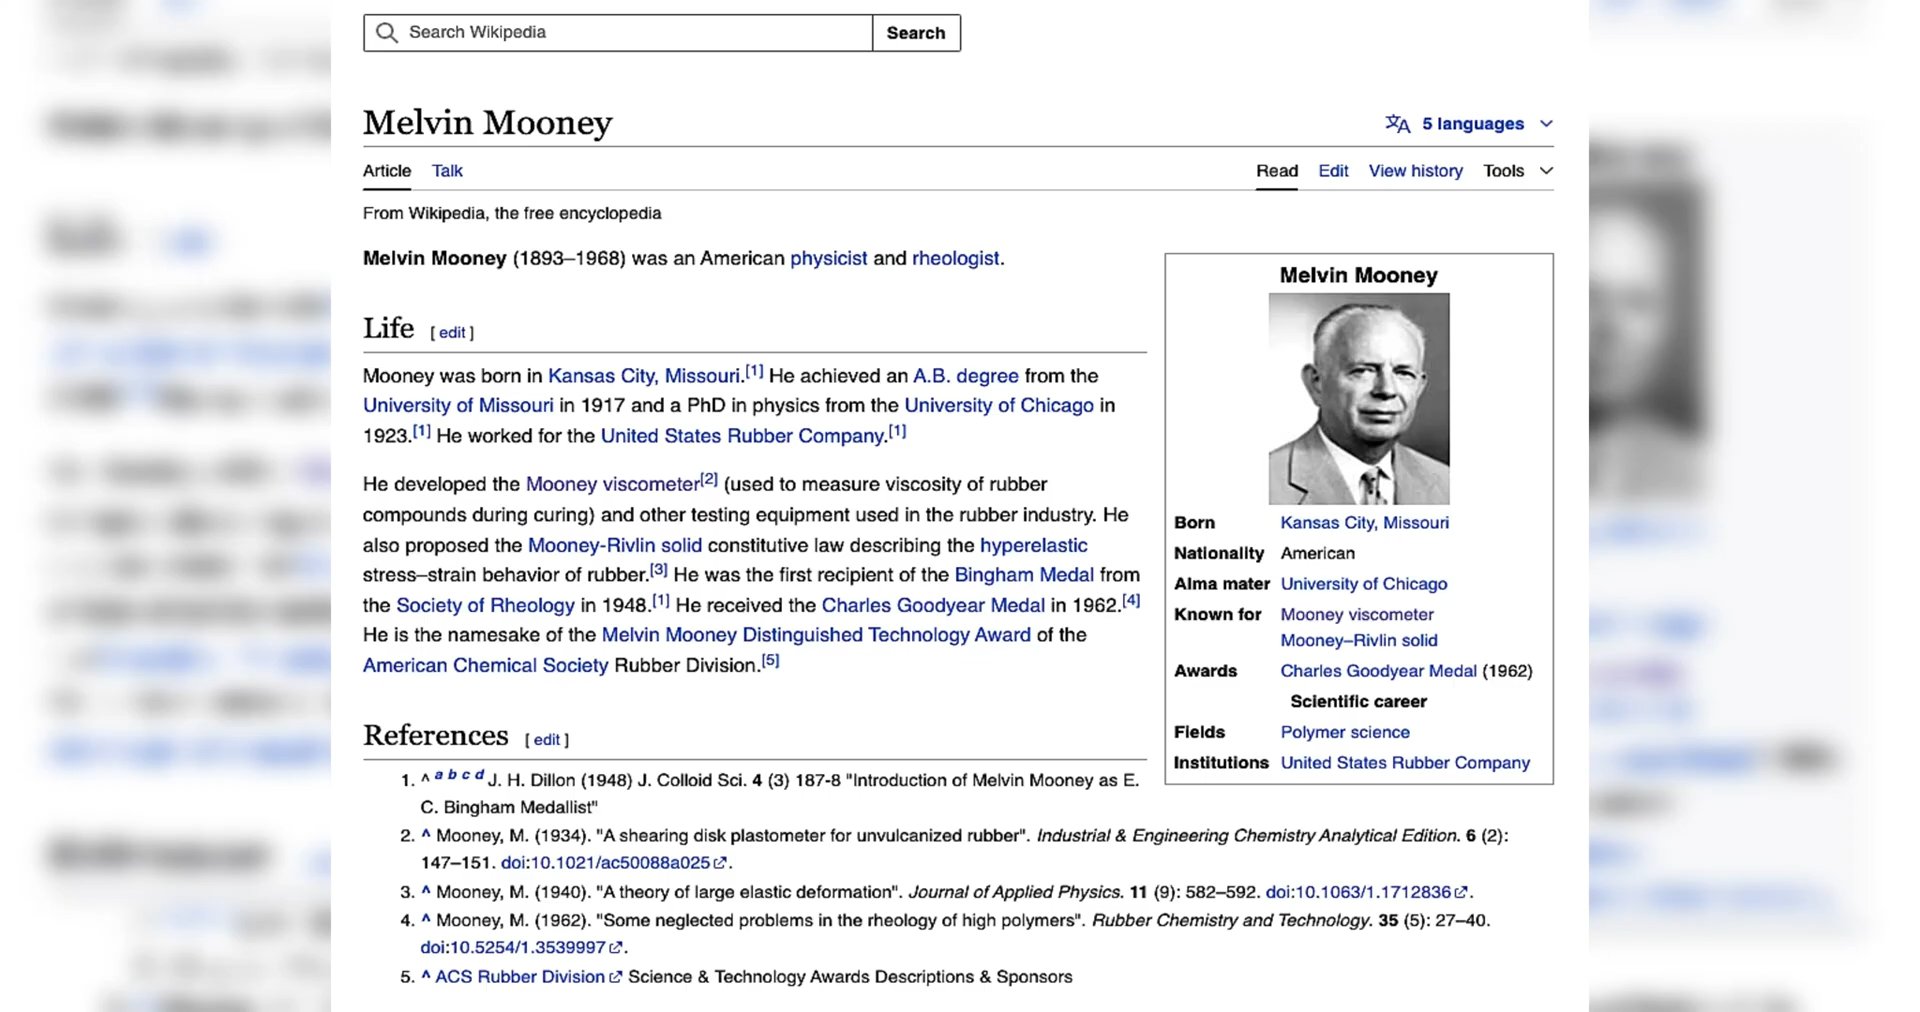 Search Wikipedia
Search
Melvin Mooney
5 languages
Article Talk
Read Edit View history Tools
From Wikipedia, the free encyclopedia
Melvin Mooney (1893–1968) was an American physicist and rheologist.
Life [ edit ]
Mooney was born in Kansas City, Missouri.[1] He achieved an A.B. degree from the
University of Missouri in 1917 and a PhD in physics from the University of Chicago in
1923.[1] He worked for the United States Rubber Company.[1]
He developed the Mooney viscometer[2] (used to measure viscosity of rubber
compounds during curing) and other testing equipment used in the rubber industry. He
also proposed the Mooney-Rivlin solid constitutive law describing the hyperelastic
stress–strain behavior of rubber.[3] He was the first recipient of the Bingham Medal from
the Society of Rheology in 1948.[1] He received the Charles Goodyear Medal in 1962.[4]
He is the namesake of the Melvin Mooney Distinguished Technology Award of the
American Chemical Society Rubber Division.[5]
Melvin Mooney
Born Kansas City, Missouri
Nationality American
Alma mater University of Chicago
Known for Mooney viscometer
Mooney–Rivlin solid
Awards Charles Goodyear Medal (1962)
Scientific career
Fields Polymer science
Institutions United States Rubber Company
References [ edit ]
1. ^ a b c d J. H. Dillon (1948) J. Colloid Sci. 4 (3) 187-8 "Introduction of Melvin Mooney as E.
C. Bingham Medallist"
2. ^ Mooney, M. (1934). "A shearing disk plastometer for unvulcanized rubber". Industrial & Engineering Chemistry Analytical Edition. 6 (2):
147–151. doi:10.1021/ac50088a025.
3. ^ Mooney, M. (1940). "A theory of large elastic deformation". Journal of Applied Physics. 11 (9): 582–592. doi:10.1063/1.1712836.
4. ^ Mooney, M. (1962). "Some neglected problems in the rheology of high polymers". Rubber Chemistry and Technology. 35 (5): 27–40.
doi:10.5254/1.3539997.
5. ^ ACS Rubber Division Science & Technology Awards Descriptions & Sponsors